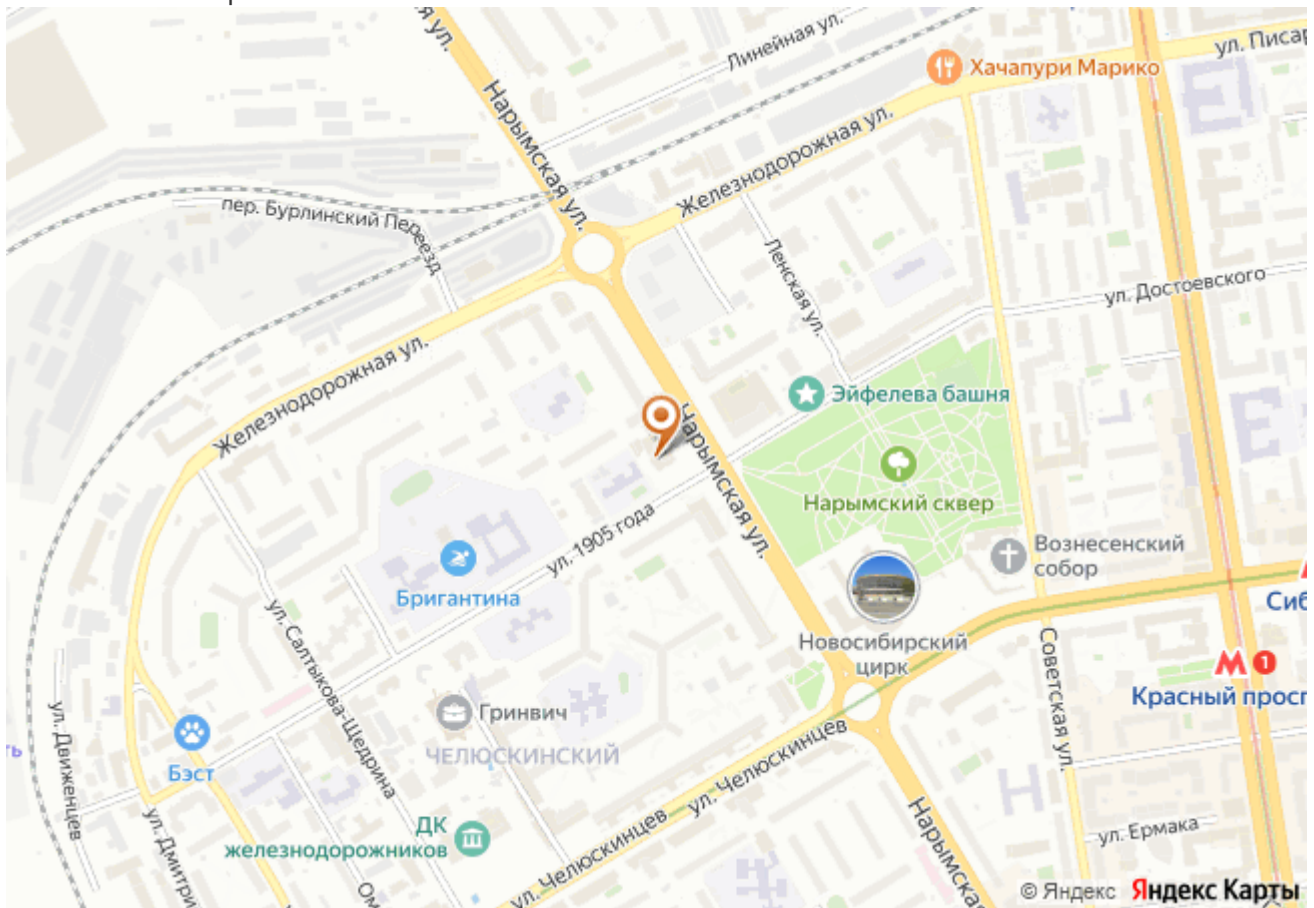 Линейная ул.
ул. Писар
Хачапури Марико
Нарымская ул.
Железнодорожная ул.
пер. Бурлинский Переезд
Ленская ул.
ул. Достоевского
Железнодорожная ул.
Эйфелева башня
Нарымская ул.
Нарымский сквер
ул. 1905 года
Вознесенский
собор
Бригантина
Сиб
Новосибирский
цирк
ул. Салтыкова-Щедрина
Советская ул.
М 1
Красный просп
Гринвич
ЧЕЛЮСКИНСКИЙ
ул. Движенцев
Бэст
ул. Челюскинцев
ул. Челюскинцев
ДК
железнодорожников
ул. Дмитри
Ом
Нарымска
ул. Ермака
© Яндекс Яндекс Карты